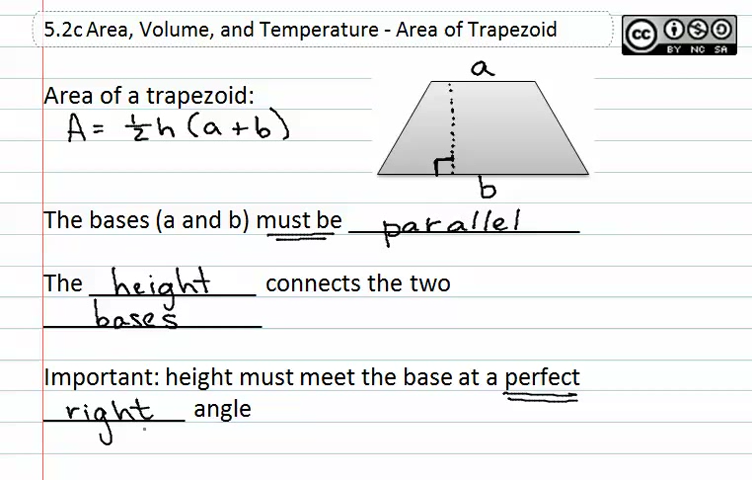 5.2c Area, Volume, and Temperature - Area of Trapezoid
cc BY NC SA
Area of a trapezoid:
a
A = ½h (a + b)
b
The bases (a and b) must be parallel
The height connects the two
bases
Important: height must meet the base at a perfect
right angle